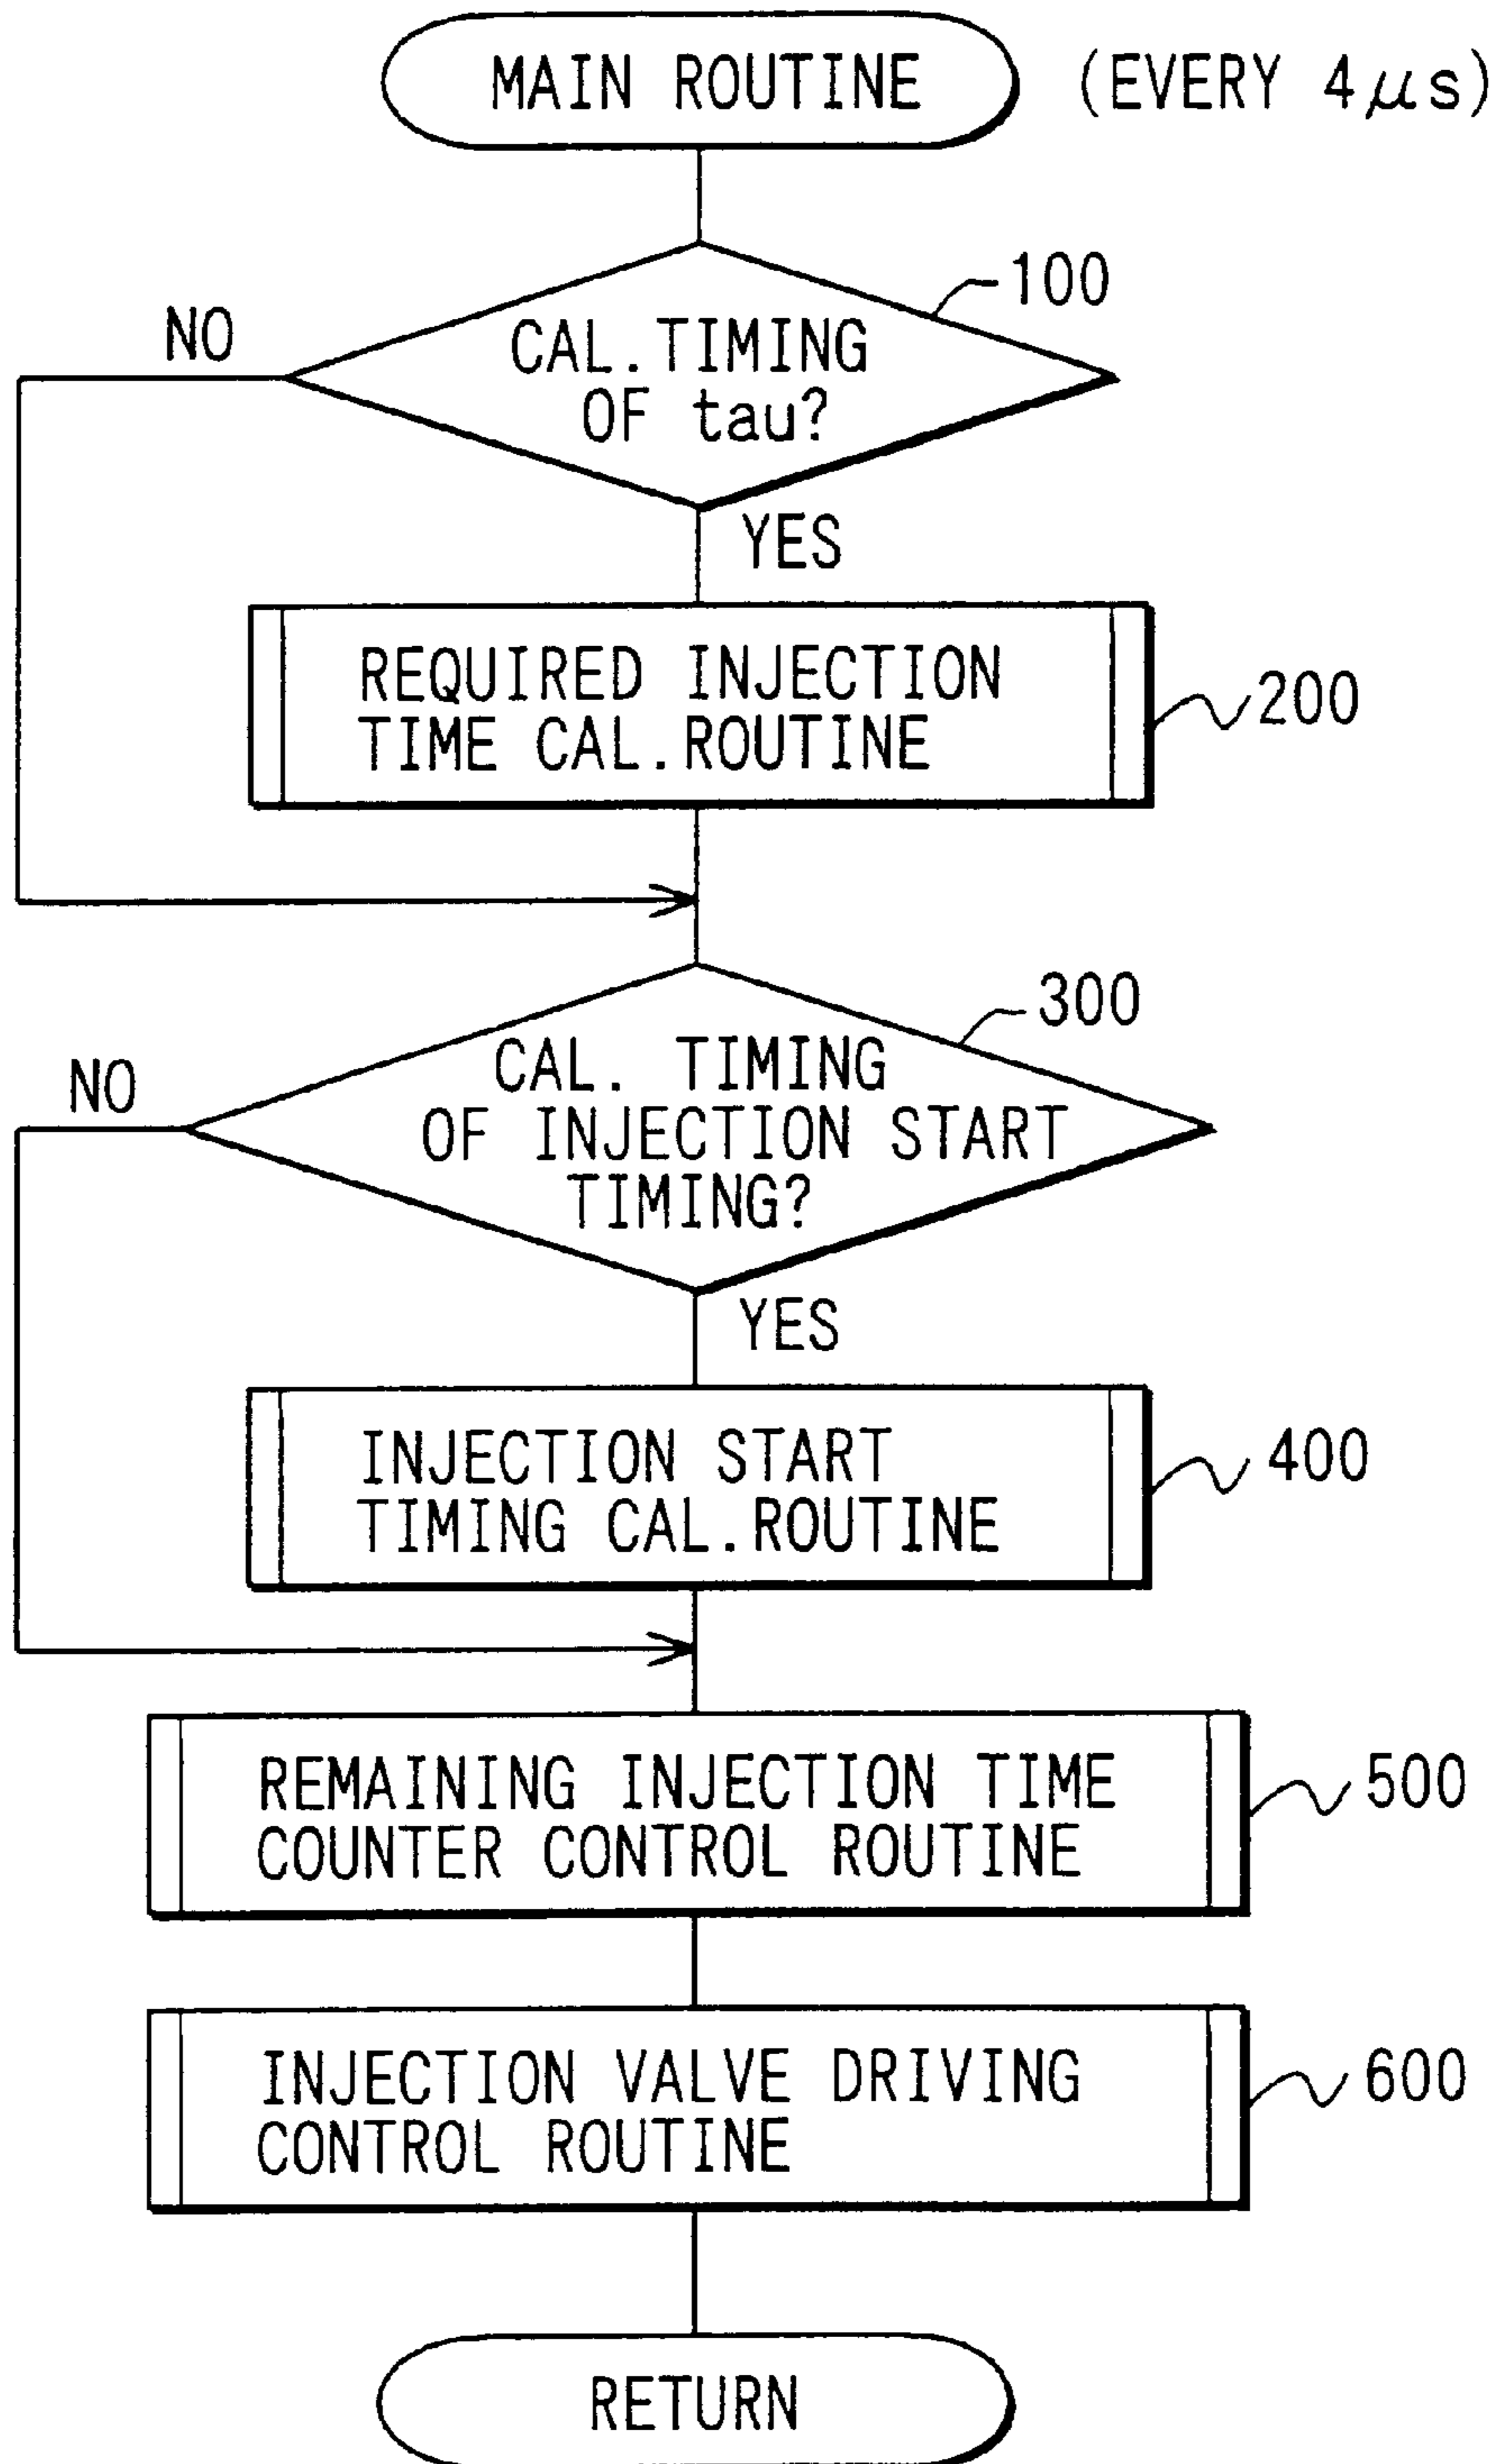 MAIN ROUTINE (EVERY 4μs)
100
NO
CAL.TIMING
OF tau?
YES
REQUIRED INJECTION
TIME CAL.ROUTINE
200
300
CAL. TIMING
NO
OF INJECTION START
TIMING?
YES
INJECTION START
TIMING CAL.ROUTINE
400
REMAINING INJECTION TIME
COUNTER CONTROL ROUTINE
500
INJECTION VALVE DRIVING
CONTROL ROUTINE
600
RETURN